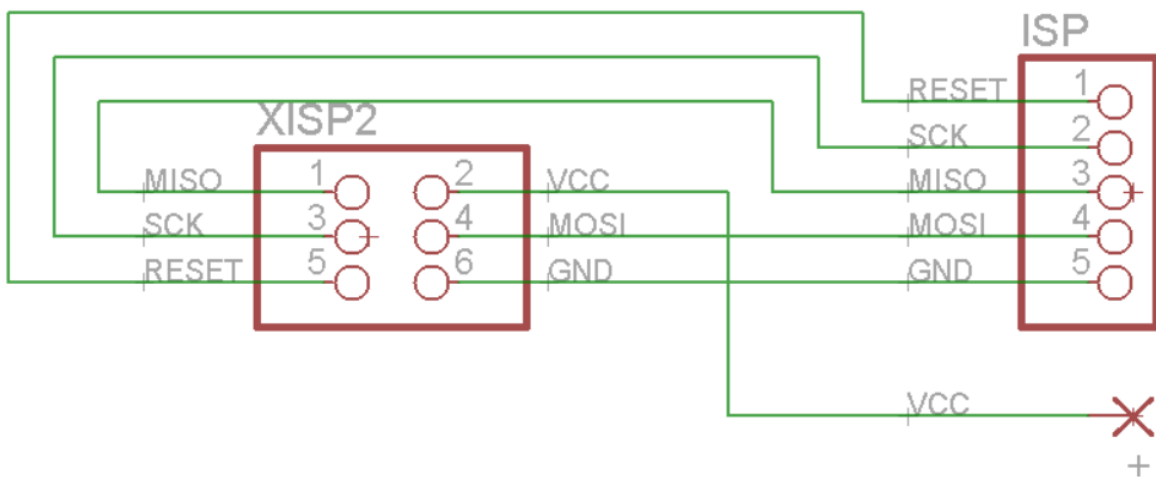 ISP
RESET 1
SCK 2
XISP2
MISO 1 2 VCC MISO 3
SCK 3 4 MOSI MOSI 4
RESET 5 6 GND GND 5
VCC
+